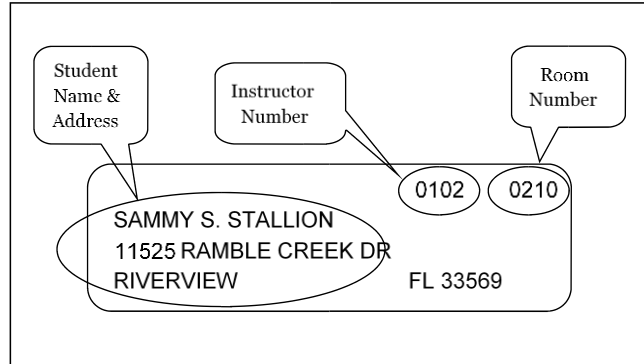 Student
Name &
Address
Instructor
Number
Room
Number
0102 0210
SAMMY S. STALLION
11525 RAMBLE CREEK DR
RIVERVIEW FL 33569